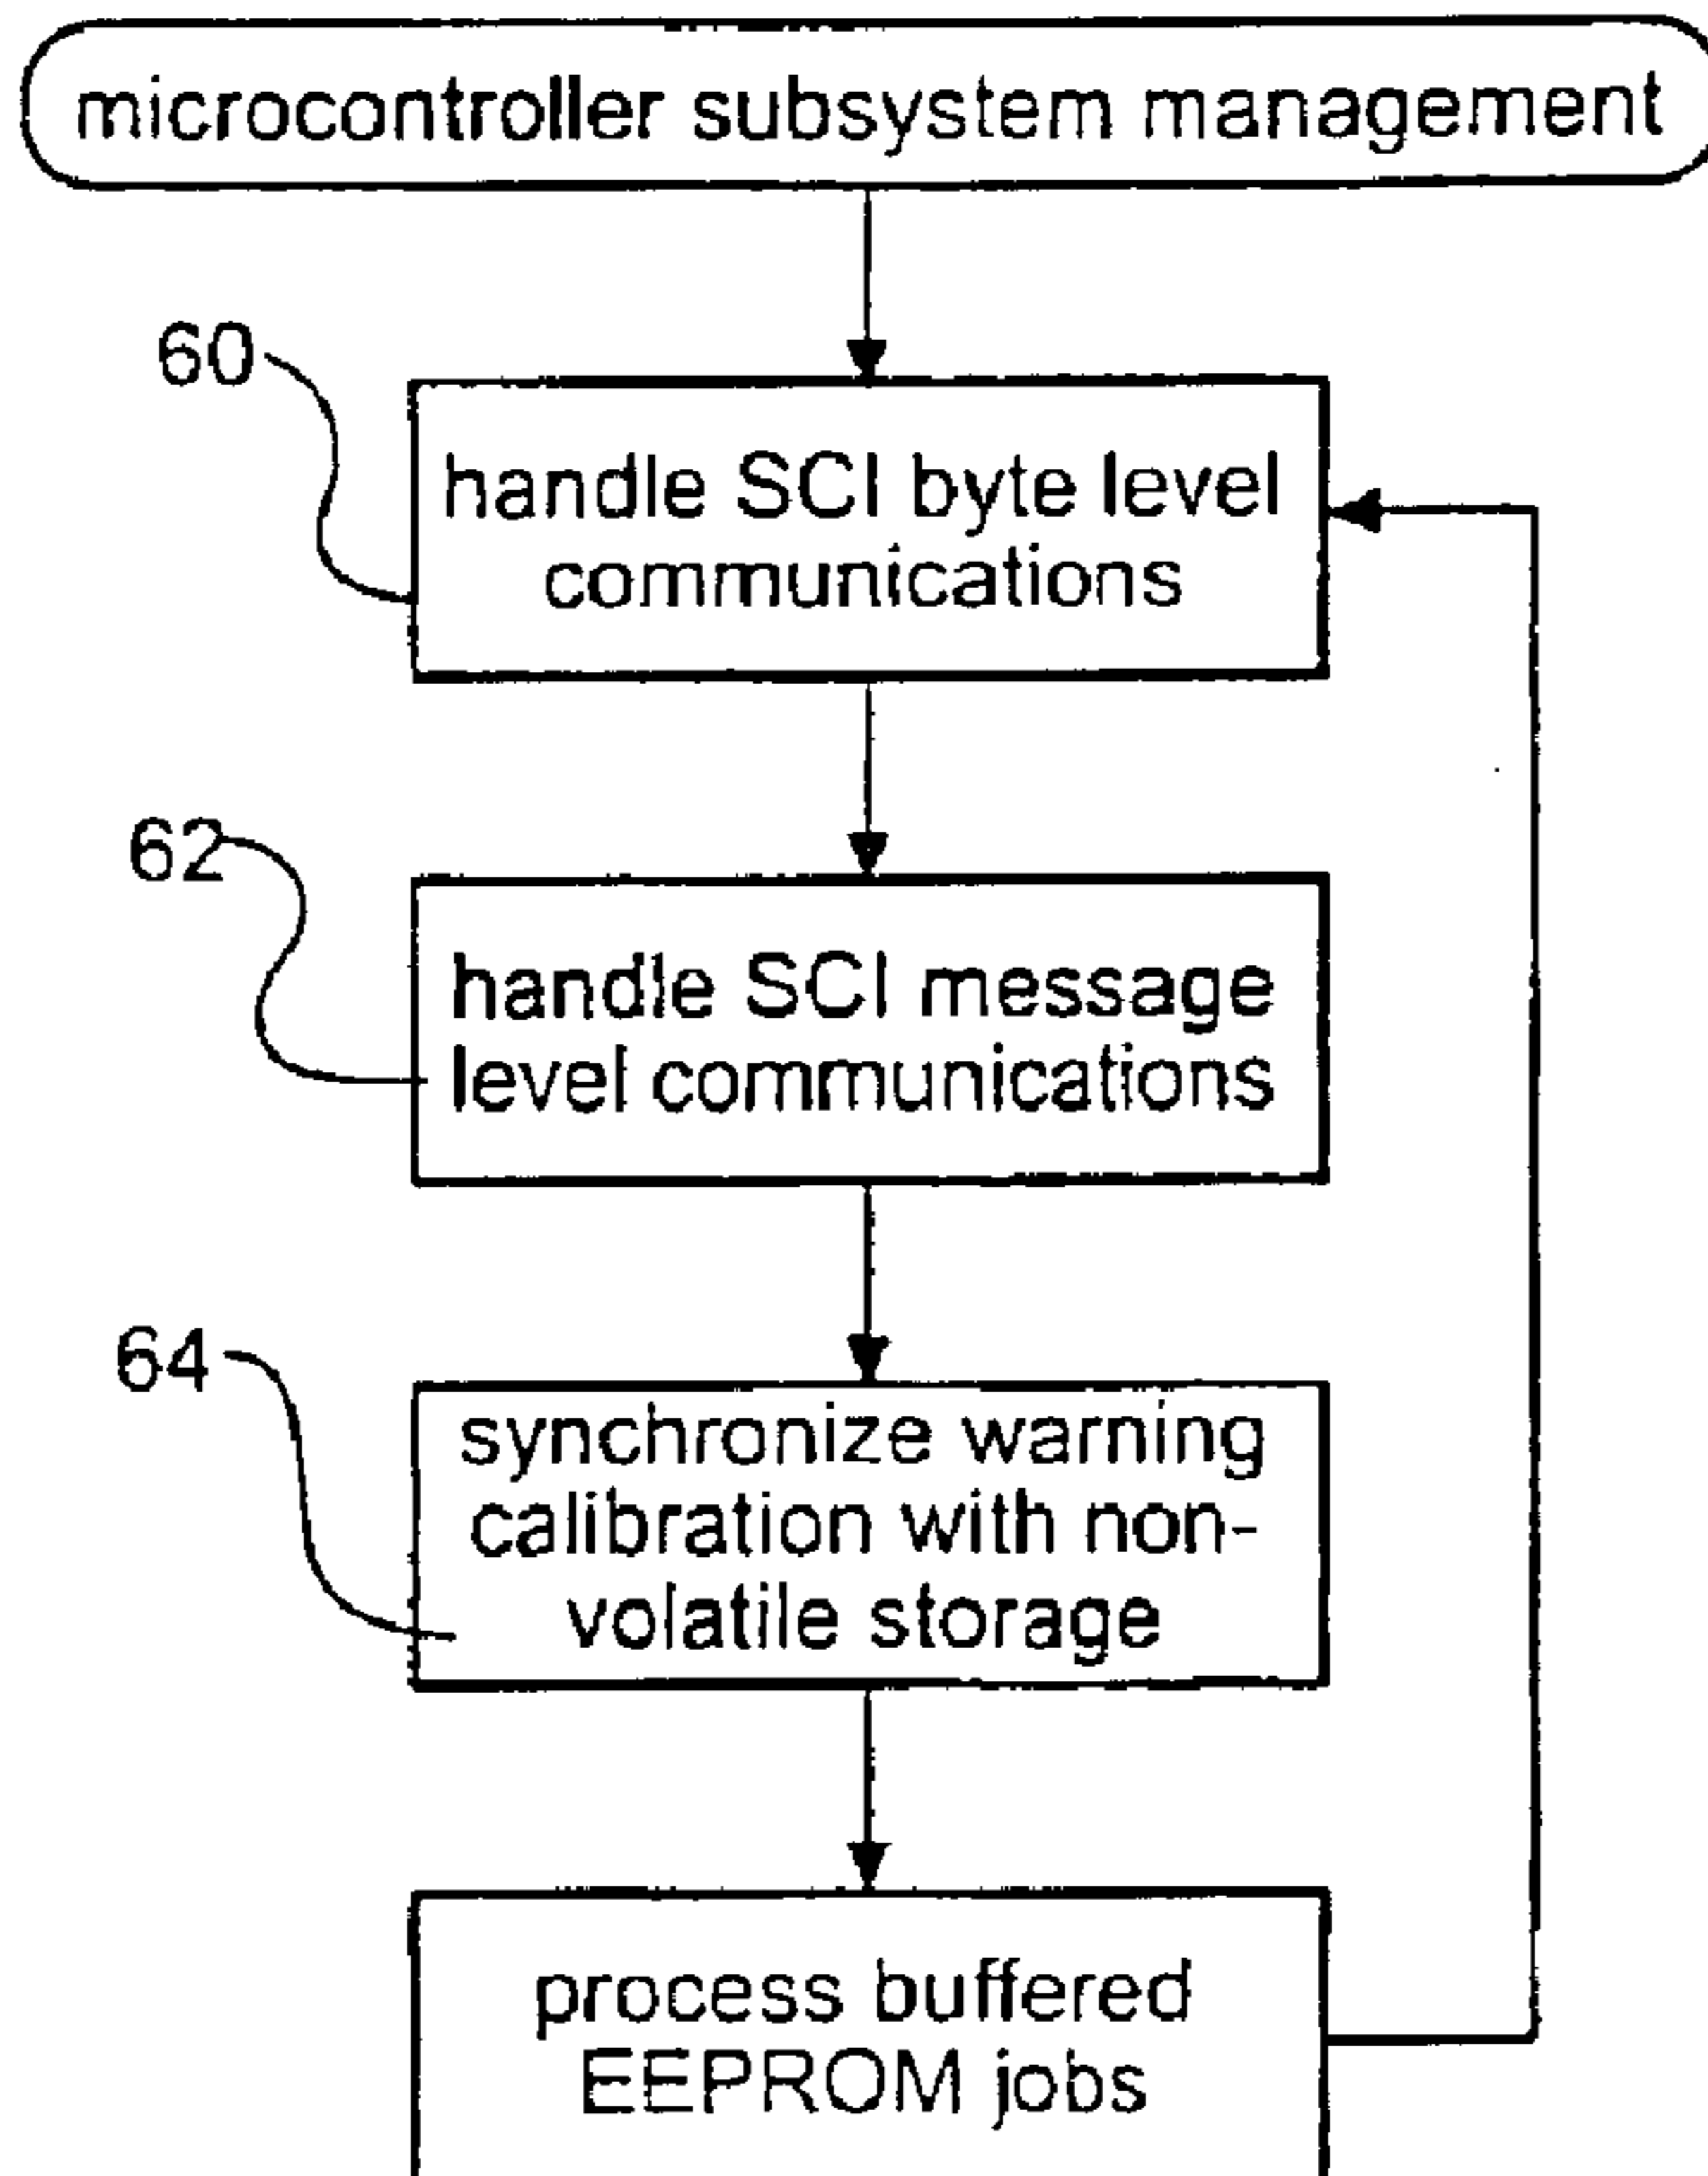 microcontroller subsystem management
60
handle SCI byte level
communications
62
handle SCI message
level communications
64
synchronize warning
calibration with non-
volatile storage
process buffered
EEPROM jobs